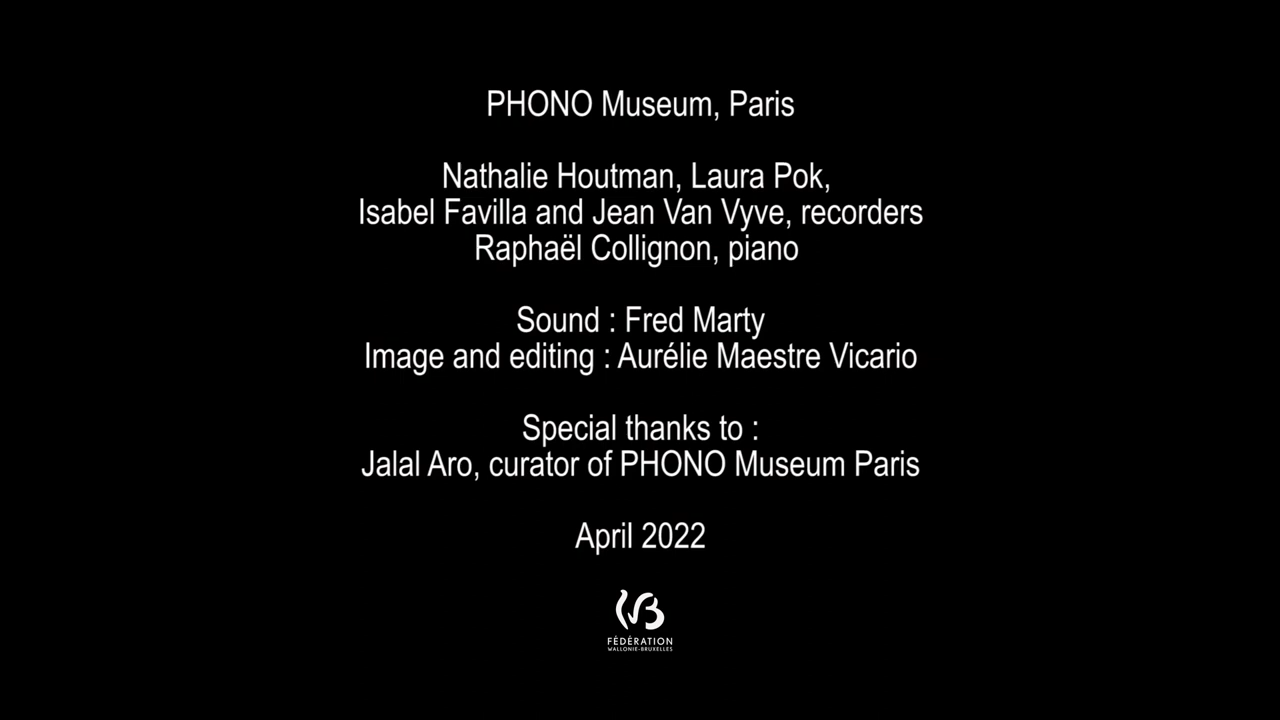 PHONO Museum, Paris
Nathalie Houtman, Laura Pok,
Isabel Favilla and Jean Van Vyve, recorders
Raphaël Collignon, piano
Sound : Fred Marty
Image and editing : Aurélie Maestre Vicario
Special thanks to :
Jalal Aro, curator of PHONO Museum Paris
April 2022
FÉDÉRATION
WALLONIE-BRUXELLES